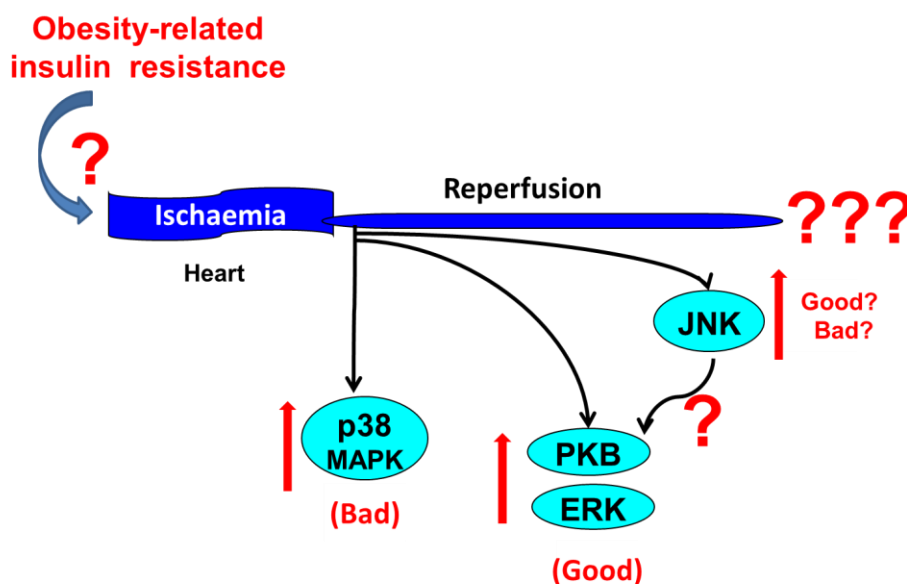 Obesity-related
insulin resistance
?
Reperfusion
Ischaemia
???
Heart
JNK
Good?
Bad?
?
p38
MAPK
PKB
ERK
(Bad)
(Good)